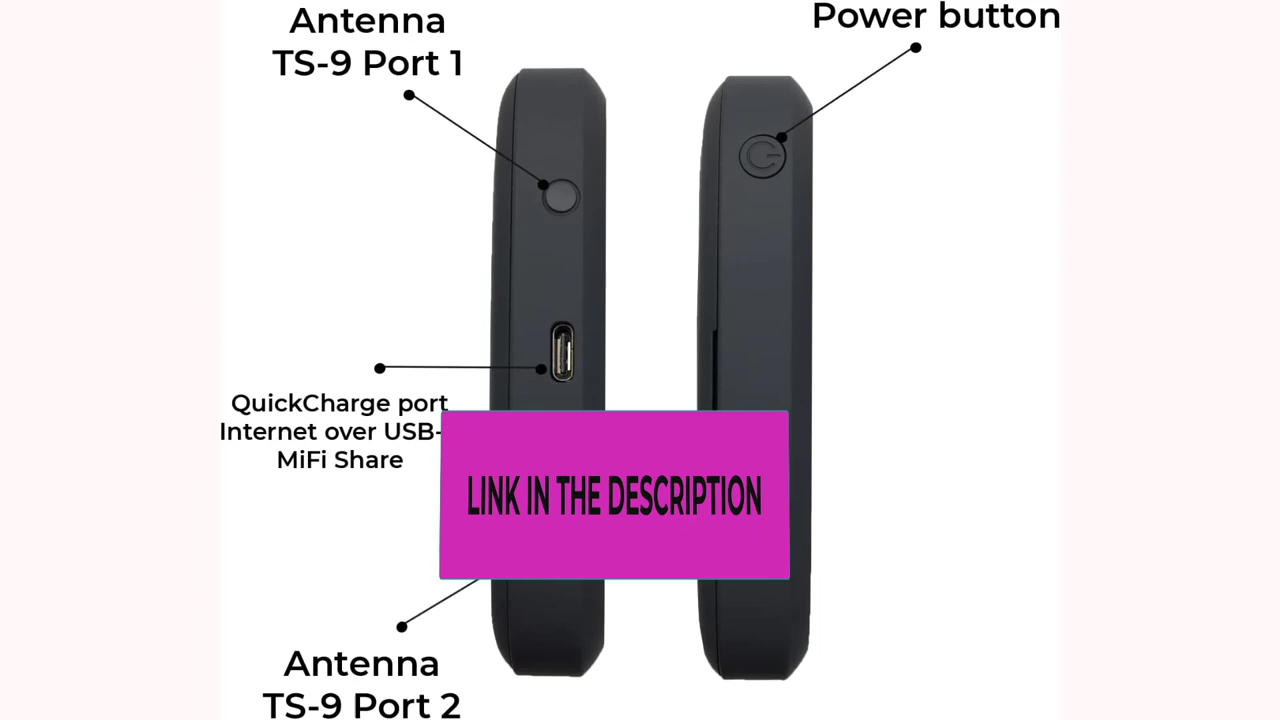 Antenna
TS-9 Port 1
Power button
QuickCharge port
Internet over USB-
MiFi Share
LINK IN THE DESCRIPTION
Antenna
TS-9 Port 2